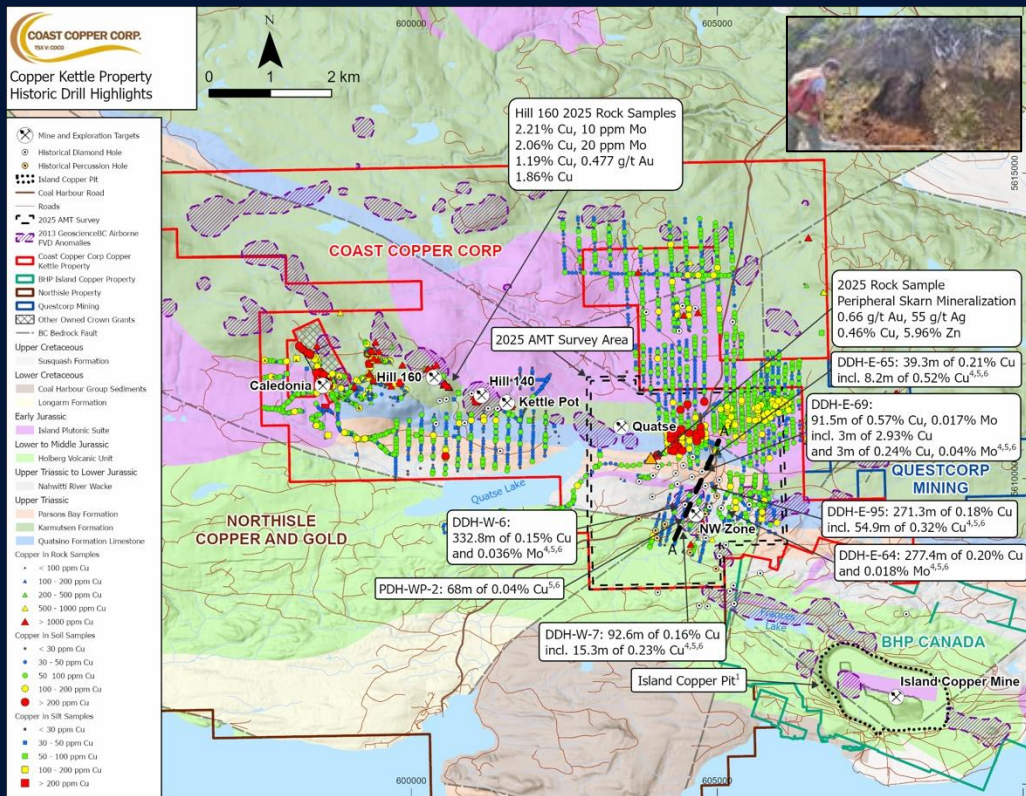 COAST COPPER CORP.
TSX V: COCO
Copper Kettle Property
Historic Drill Highlights
N
0 1 2 km
600000
605000
5615000
5610000
600000
605000
Mine and Exploration Targets
Historical Diamond Hole
Historical Percussion Hole
Island Copper Pit
Coal Harbour Road
Roads
2025 AMT Survey
2013 GeoscienceBC Airborne
FVD Anomalies
Coast Copper Corp Copper
Kettle Property
BHP Island Copper Property
Northisle Property
Questcorp Mining
Other Owned Crown Grants
BC Bedrock Fault
Upper Cretaceous
Susquash Formation
Lower Cretaceous
Coal Harbour Group Sediments
Longarm Formation
Early Jurassic
Island Plutonic Suite
Lower to Middle Jurassic
Holberg Volcanic Unit
Upper Triassic to Lower Jurassic
Nahwitti River Wacke
Upper Triassic
Parsons Bay Formation
Karmutsen Formation
Quatsino Formation Limestone
Copper in Rock Samples
< 100 ppm Cu
100 - 200 ppm Cu
200 - 500 ppm Cu
500 - 1000 ppm Cu
> 1000 ppm Cu
Copper in Soil Samples
< 30 ppm Cu
30 - 50 ppm Cu
50 - 100 ppm Cu
100 - 200 ppm Cu
> 200 ppm Cu
Copper in Silt Samples
< 30 ppm Cu
30 - 50 ppm Cu
50 - 100 ppm Cu
100 - 200 ppm Cu
> 200 ppm Cu
Hill 160 2025 Rock Samples
2.21% Cu, 10 ppm Mo
2.06% Cu, 20 ppm Mo
1.19% Cu, 0.477 g/t Au
1.86% Cu
COAST COPPER CORP
2025 AMT Survey Area
2025 Rock Sample
Peripheral Skarn Mineralization
0.66 g/t Au, 55 g/t Ag
0.46% Cu, 5.96% Zn
DDH-E-65: 39.3m of 0.21% Cu
incl. 8.2m of 0.52% Cu4,5,6
DDH-E-69:
91.5m of 0.57% Cu, 0.017% Mo
incl. 3m of 2.93% Cu
and 3m of 0.24% Cu, 0.04% Mo4,5,6
Caledonia
Hill 160
Hill 140
Kettle Pot
Quatse
A'
QUESTCORP
MINING
Quatse Lake
DDH-E-95: 271.3m of 0.18% Cu
incl. 54.9m of 0.32% Cu4,5,6
NORTHISLE
COPPER AND GOLD
DDH-W-6:
332.8m of 0.15% Cu
and 0.036% Mo4,5,6
NW Zone
A
DDH-E-64: 277.4m of 0.20% Cu
and 0.018% Mo4,5,6
PDH-WP-2: 68m of 0.04% Cu5,6
Frances
Lake
DDH-W-7: 92.6m of 0.16% Cu
incl. 15.3m of 0.23% Cu4,5,6
BHP CANADA
Island Copper Pit1
Island Copper Mine